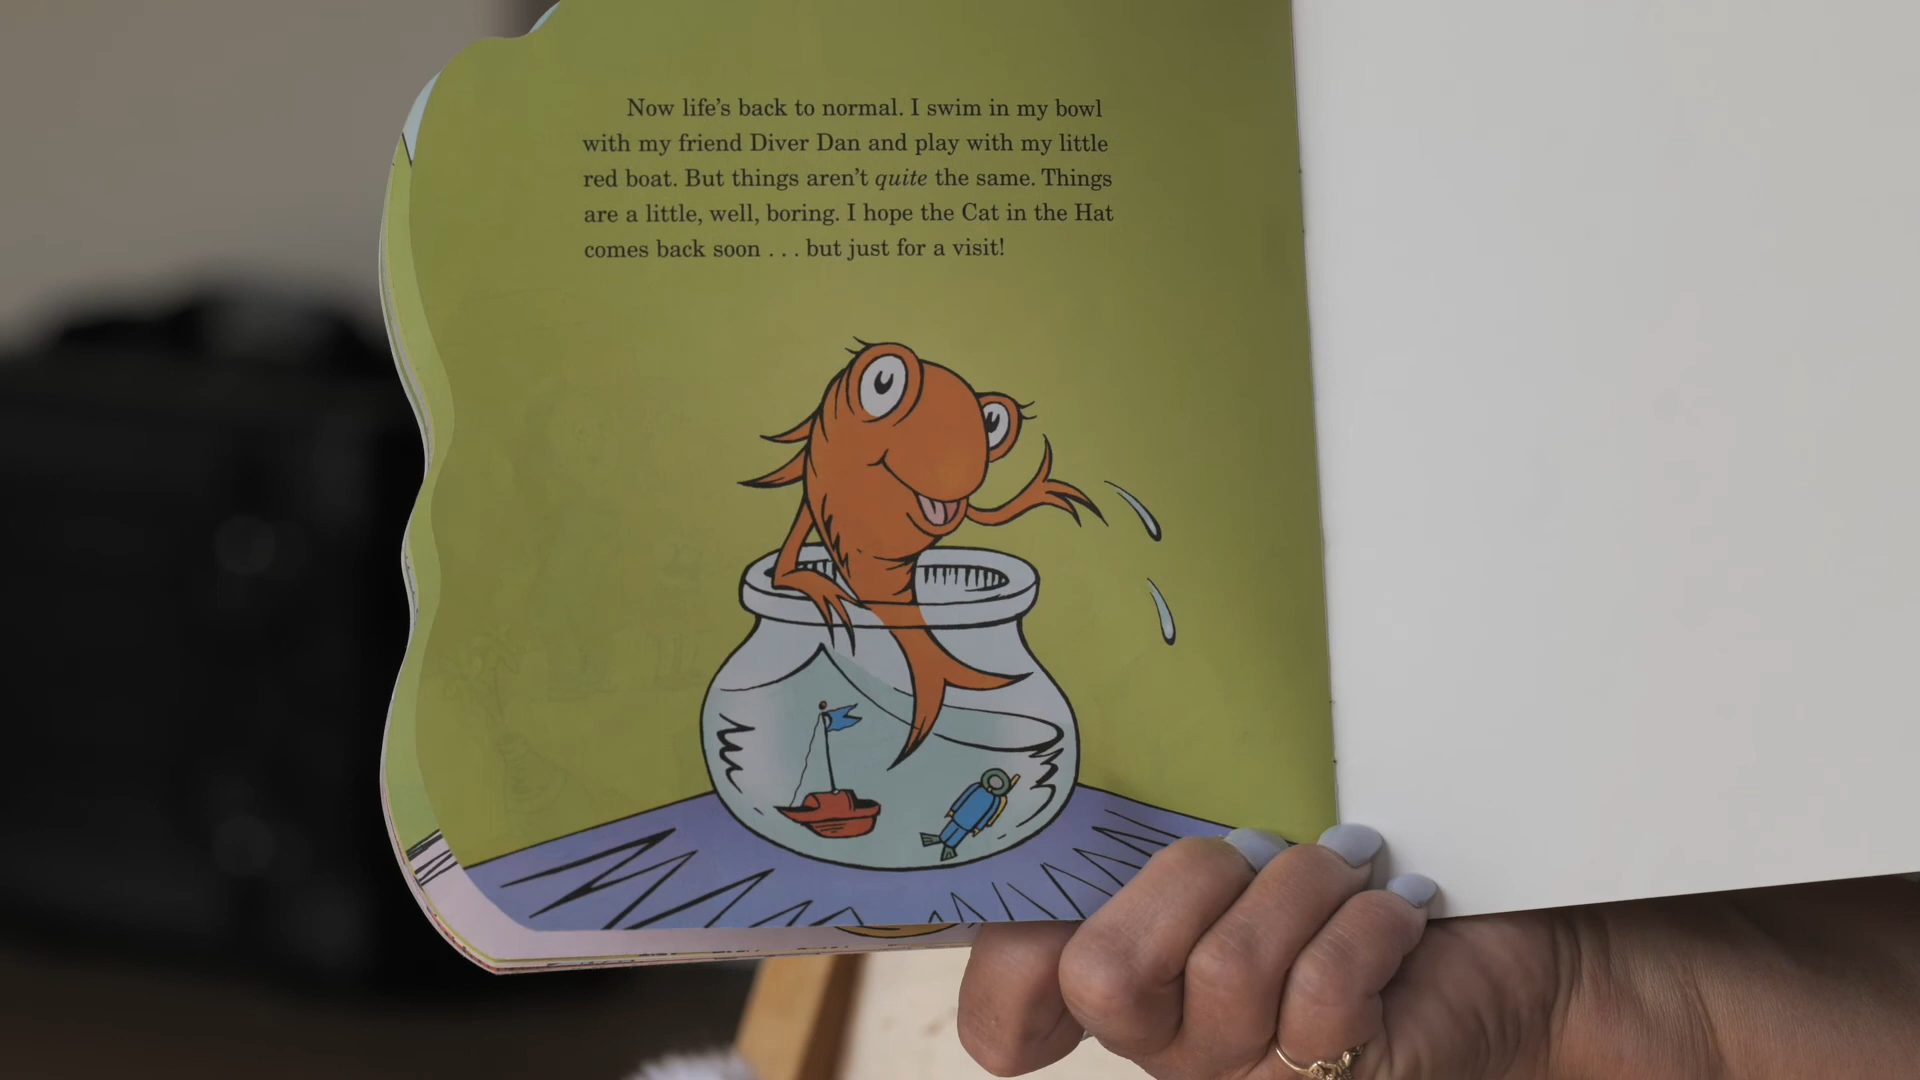 Now life's back to normal. I swim in my bowl
with my friend Diver Dan and play with my little
red boat. But things aren't quite the same. Things
are a little, well, boring. I hope the Cat in the Hat
comes back soon . . . but just for a visit!